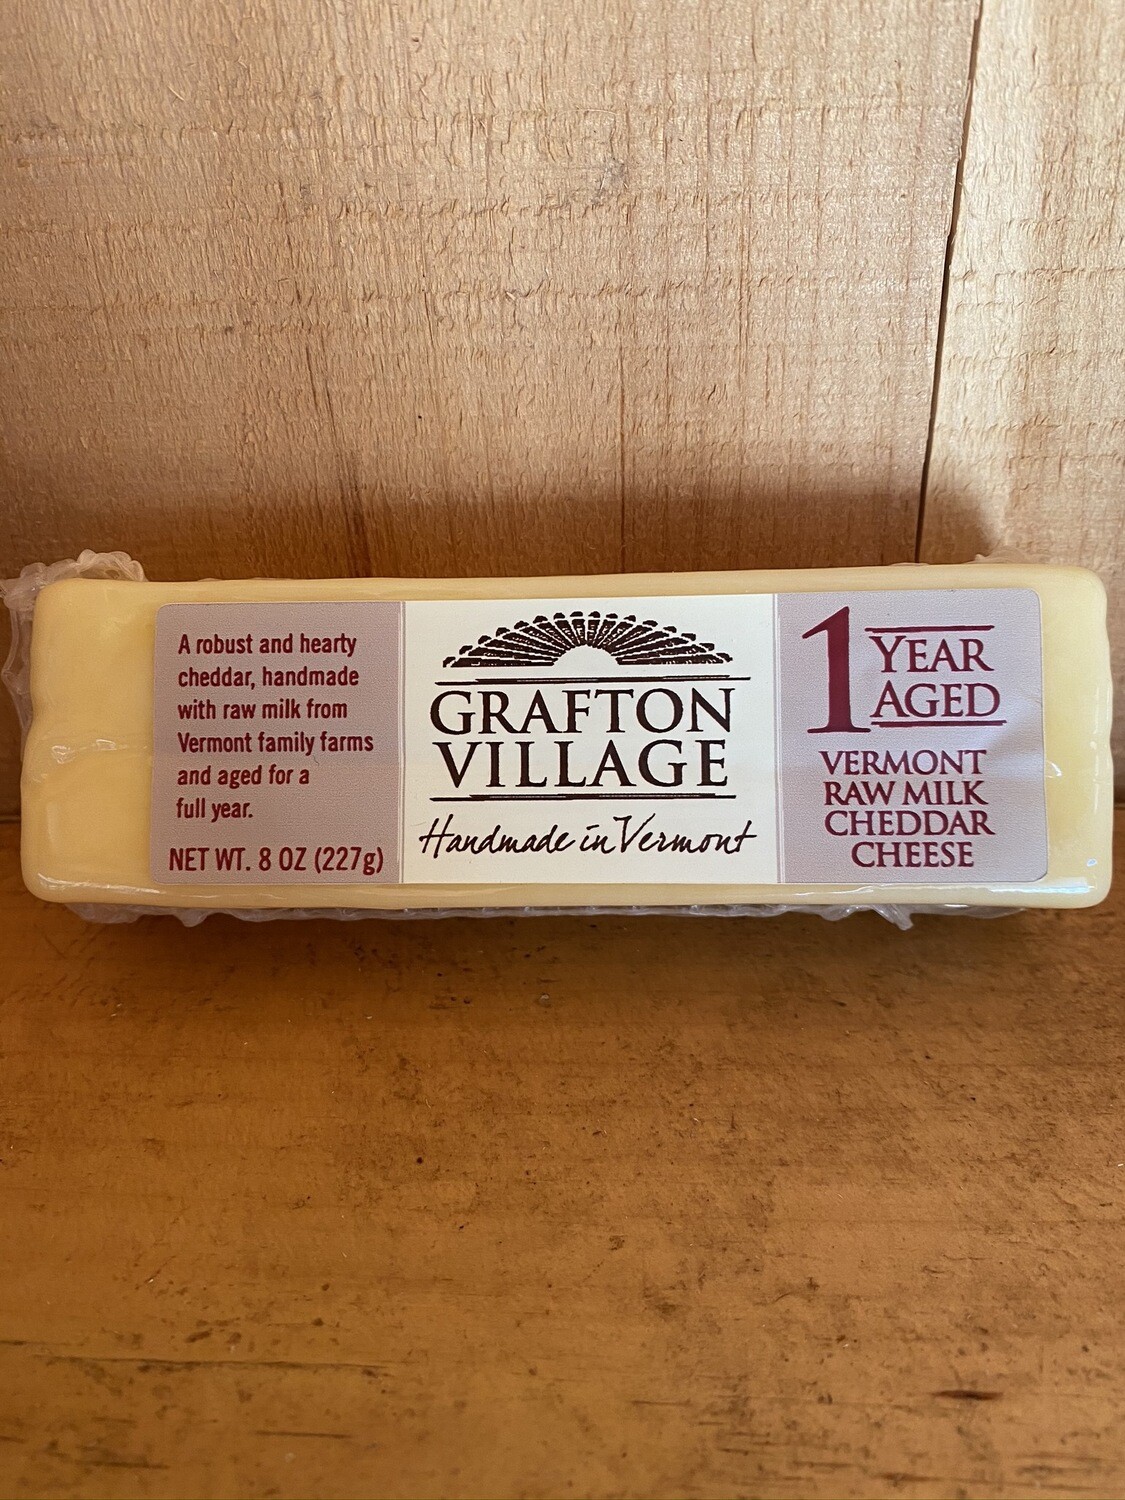 A robust and hearty
cheddar, handmade
with raw milk from
Vermont family farms
and aged for a
full year.
NET WT. 8 OZ (227g)
GRAFTON
VILLAGE
Handmade in Vermont
1 YEAR
AGED
VERMONT
RAW MILK
CHEDDAR
CHEESE